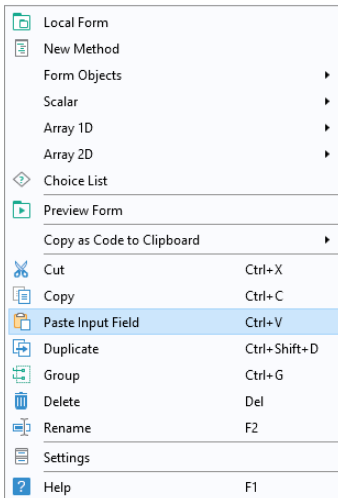 Local Form
New Method
Form Objects
Scalar
Array 1D
Array 2D
Choice List
Preview Form
Copy as Code to Clipboard
Cut Ctrl+X
Copy Ctrl+C
Paste Input Field Ctrl+V
Duplicate Ctrl+Shift+D
Group Ctrl+G
Delete Del
Rename F2
Settings
Help F1